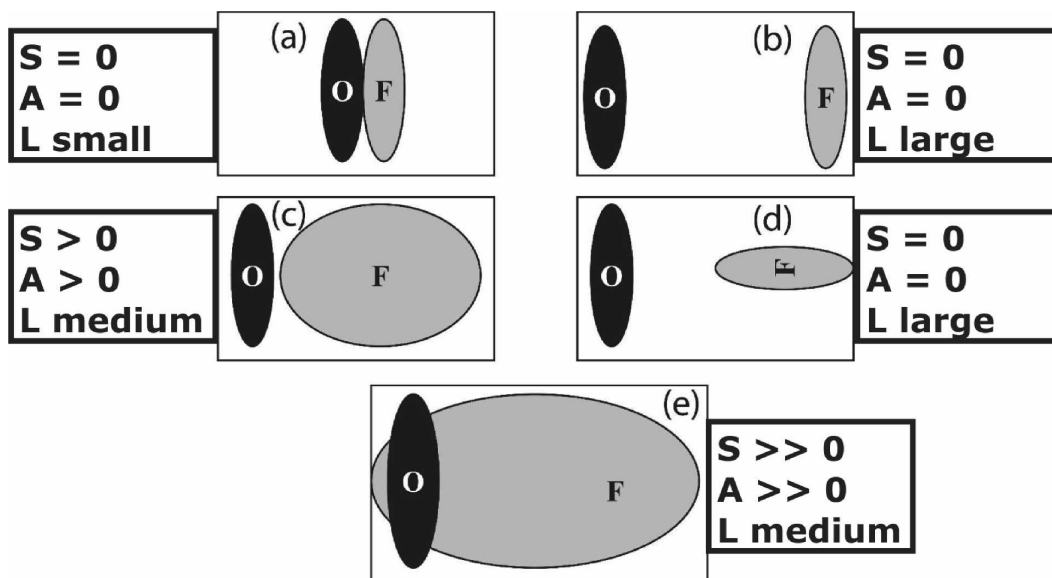 S = 0
A = 0
L small
(a)
O F
(b)
O F
S = 0
A = 0
L large
S > 0
A > 0
L medium
(c)
O F
(d)
O F
S = 0
A = 0
L large
(e)
O F
S >> 0
A >> 0
L medium